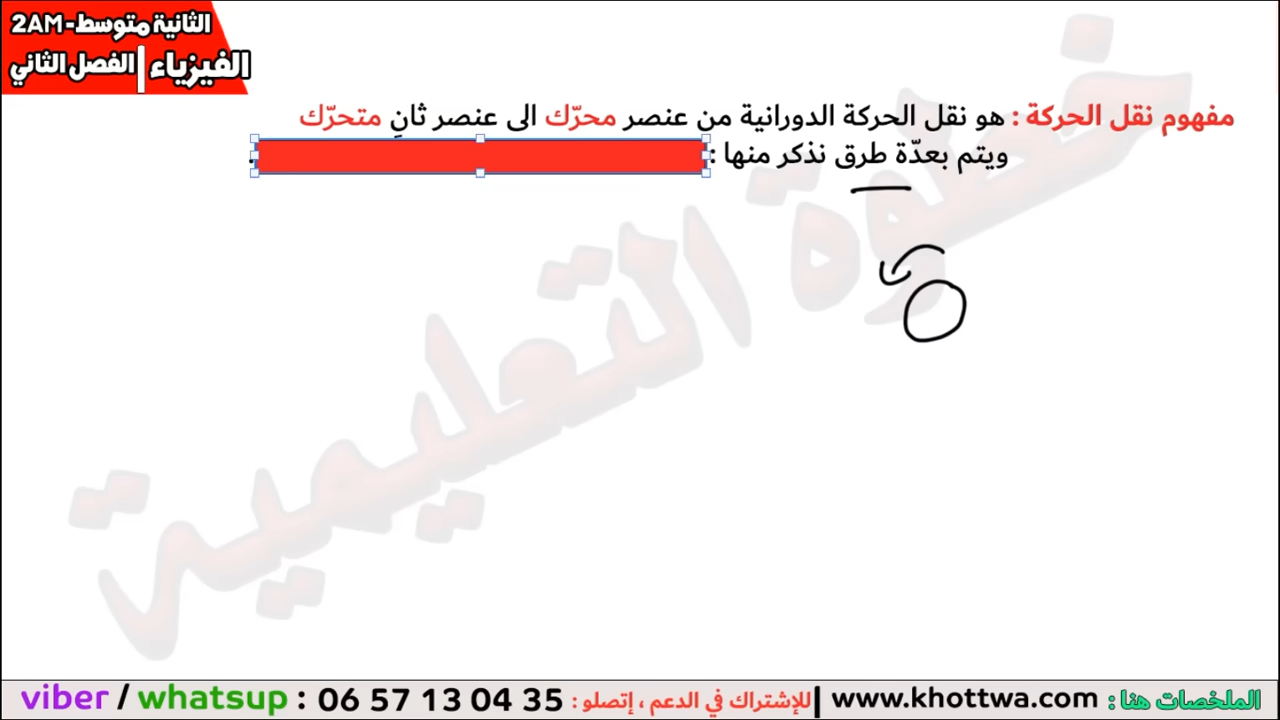 الثانية متوسط-2AM
الفيزياء | الفصل الثاني
مفهوم نقل الحركة : هو نقل الحركة الدورانية من عنصر محرّك الى عنصر ثانِ متحرّك
ويتم بعدّة طرق نذكر منها : .
خطوة التعليمية
الملخصات هنا : www.khottwa.com | للإشتراك في الدعم ، إتصلو : 06 57 13 04 35 : viber / whatsup